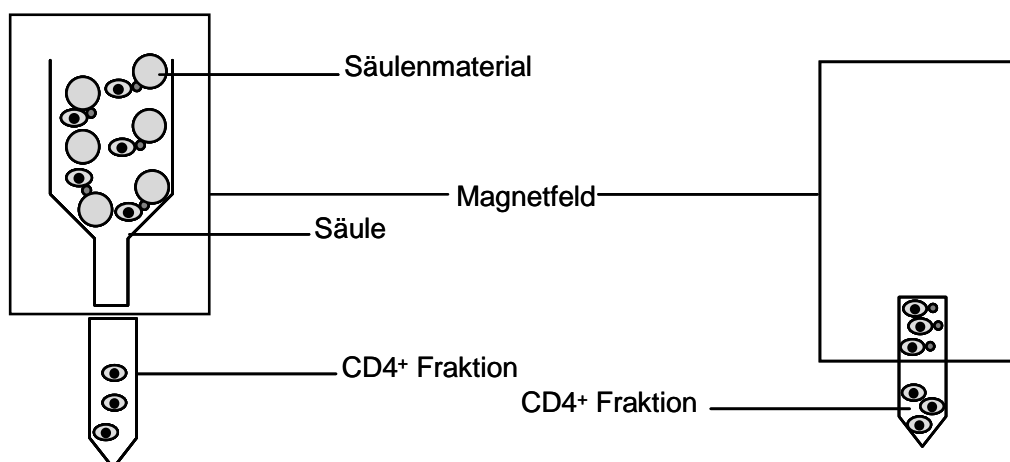 Säulenmaterial
Magnetfeld
Säule
CD4⁺ Fraktion
CD4⁺ Fraktion